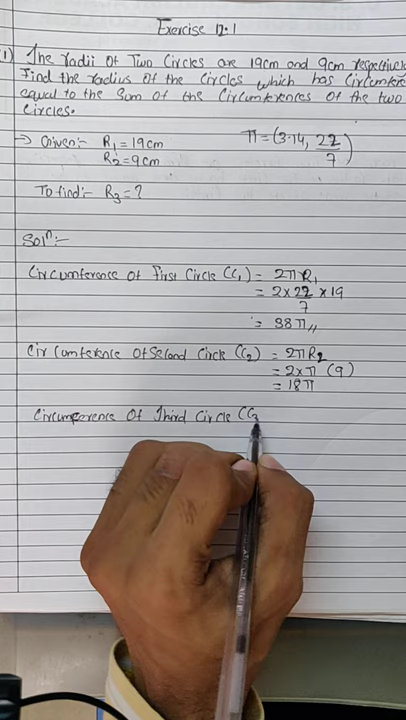 Exercise 12.1
(1) The radii Of Two Circles are 19cm and 9cm respectively
Find the radius Of the Circles which has Circumfere
equal to the Sum of the Circumferences Of the two
Circles.
→ Given:- R₁ = 19cm
R₂ = 9cm
π = (3.14, 22/7)
To find:- R₃ = ?
Solⁿ:-
Circumference Of First Circle (C₁) = 2πR₁
= 2 × 22/7 × 19
= 38π,,
Circumference Of Second Circle (C₂) = 2πR₂
= 2×π (9)
= 18π
Circumference Of Third Circle (C₃